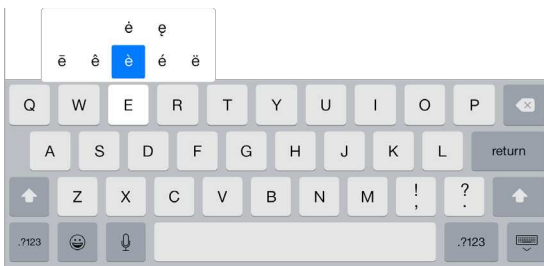 ė ę
ē ê è é ë
Q W E R T Y U I O P
A S D F G H J K L return
Z X C V B N M ! , ? .
.?123 .?123